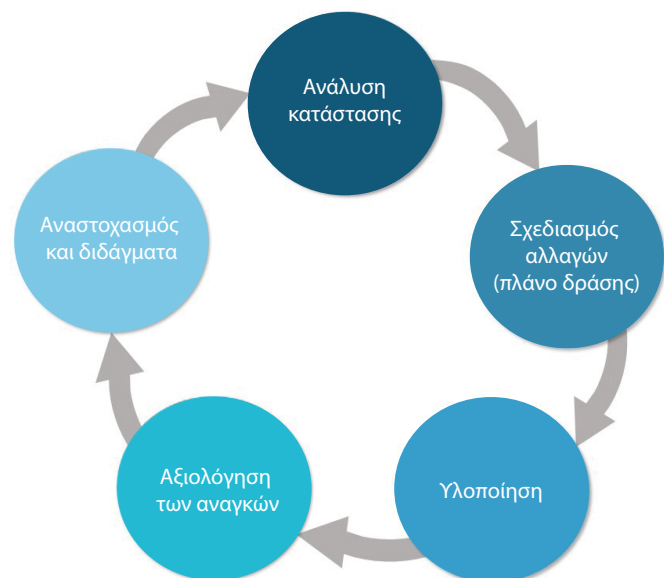 Ανάλυση
κατάστασης
Σχεδιασμός
αλλαγών
(πλάνο δράσης)
Υλοποίηση
Αξιολόγηση
των αναγκών
Αναστοχασμός
και διδάγματα